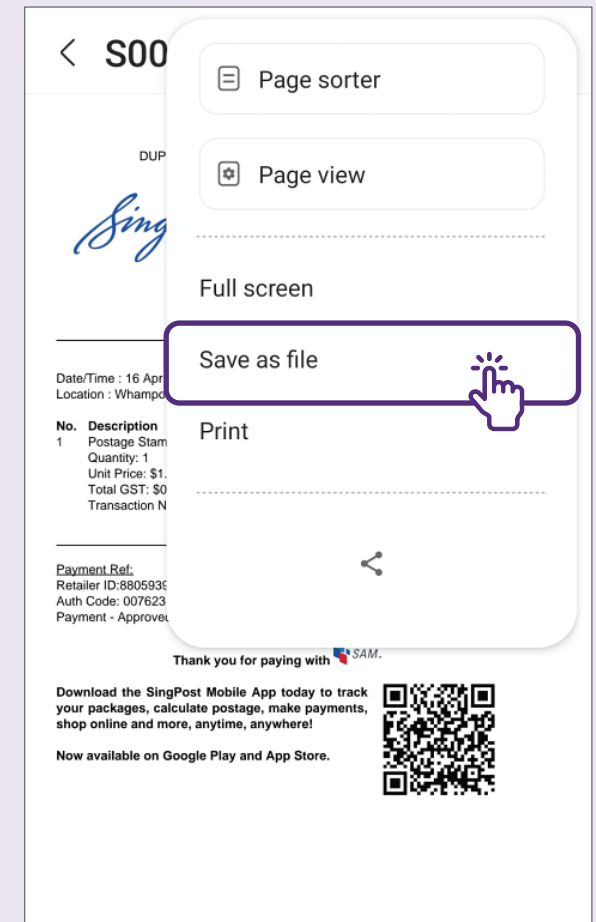 S00
Page sorter
Page view
Full screen
Save as file
Print
DUP
Sing
Date/Time : 16 Apr
Location : Whampo
No. Description
1 Postage Stam
Quantity: 1
Unit Price: $1.
Total GST: $0
Transaction N
Payment Ref:
Retailer ID:8805939
Auth Code: 007623
Payment - Approved
Thank you for paying with SAM
Download the SingPost Mobile App today to track
your packages, calculate postage, make payments,
shop online and more, anytime, anywhere!
Now available on Google Play and App Store.